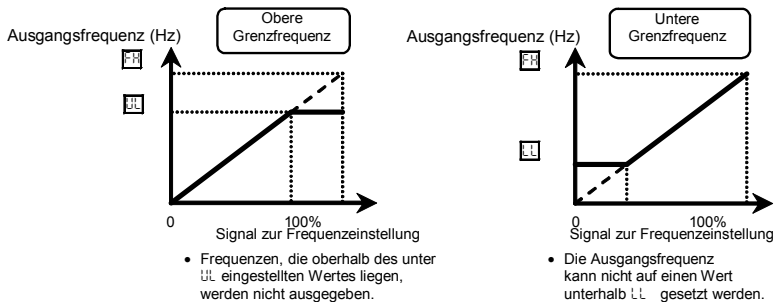 Obere
Grenzfrequenz
Ausgangsfrequenz (Hz)
FH
UL
0 100%
Signal zur Frequenzeinstellung
• Frequenzen, die oberhalb des unter
UL eingestellten Wertes liegen,
werden nicht ausgegeben.
Untere
Grenzfrequenz
Ausgangsfrequenz (Hz)
FH
LL
0 100%
Signal zur Frequenzeinstellung
• Die Ausgangsfrequenz
kann nicht auf einen Wert
unterhalb LL gesetzt werden.